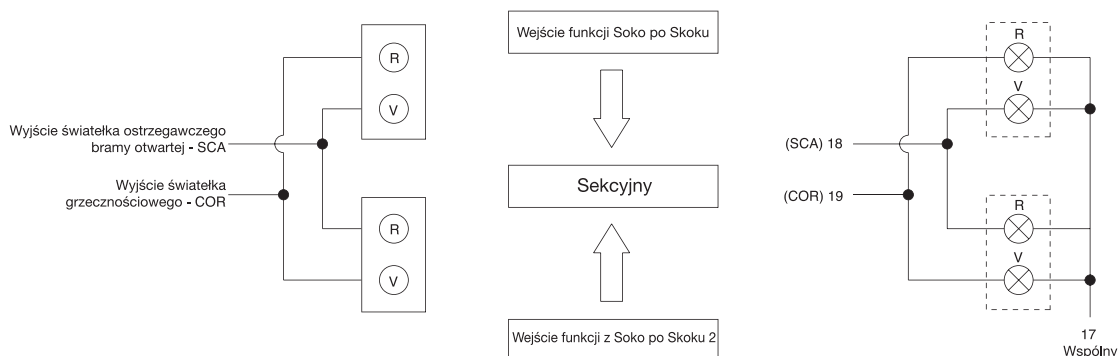 R
V
Wyjście światełka ostrzegawczego
bramy otwartej - SCA
Wyjście światełka
grzecznościowego - COR
R
V
Wejście funkcji Soko po Skoku
Sekcyjny
Wejście funkcji z Soko po Skoku 2
R
V
(SCA) 18
(COR) 19
R
V
17
Wspólny